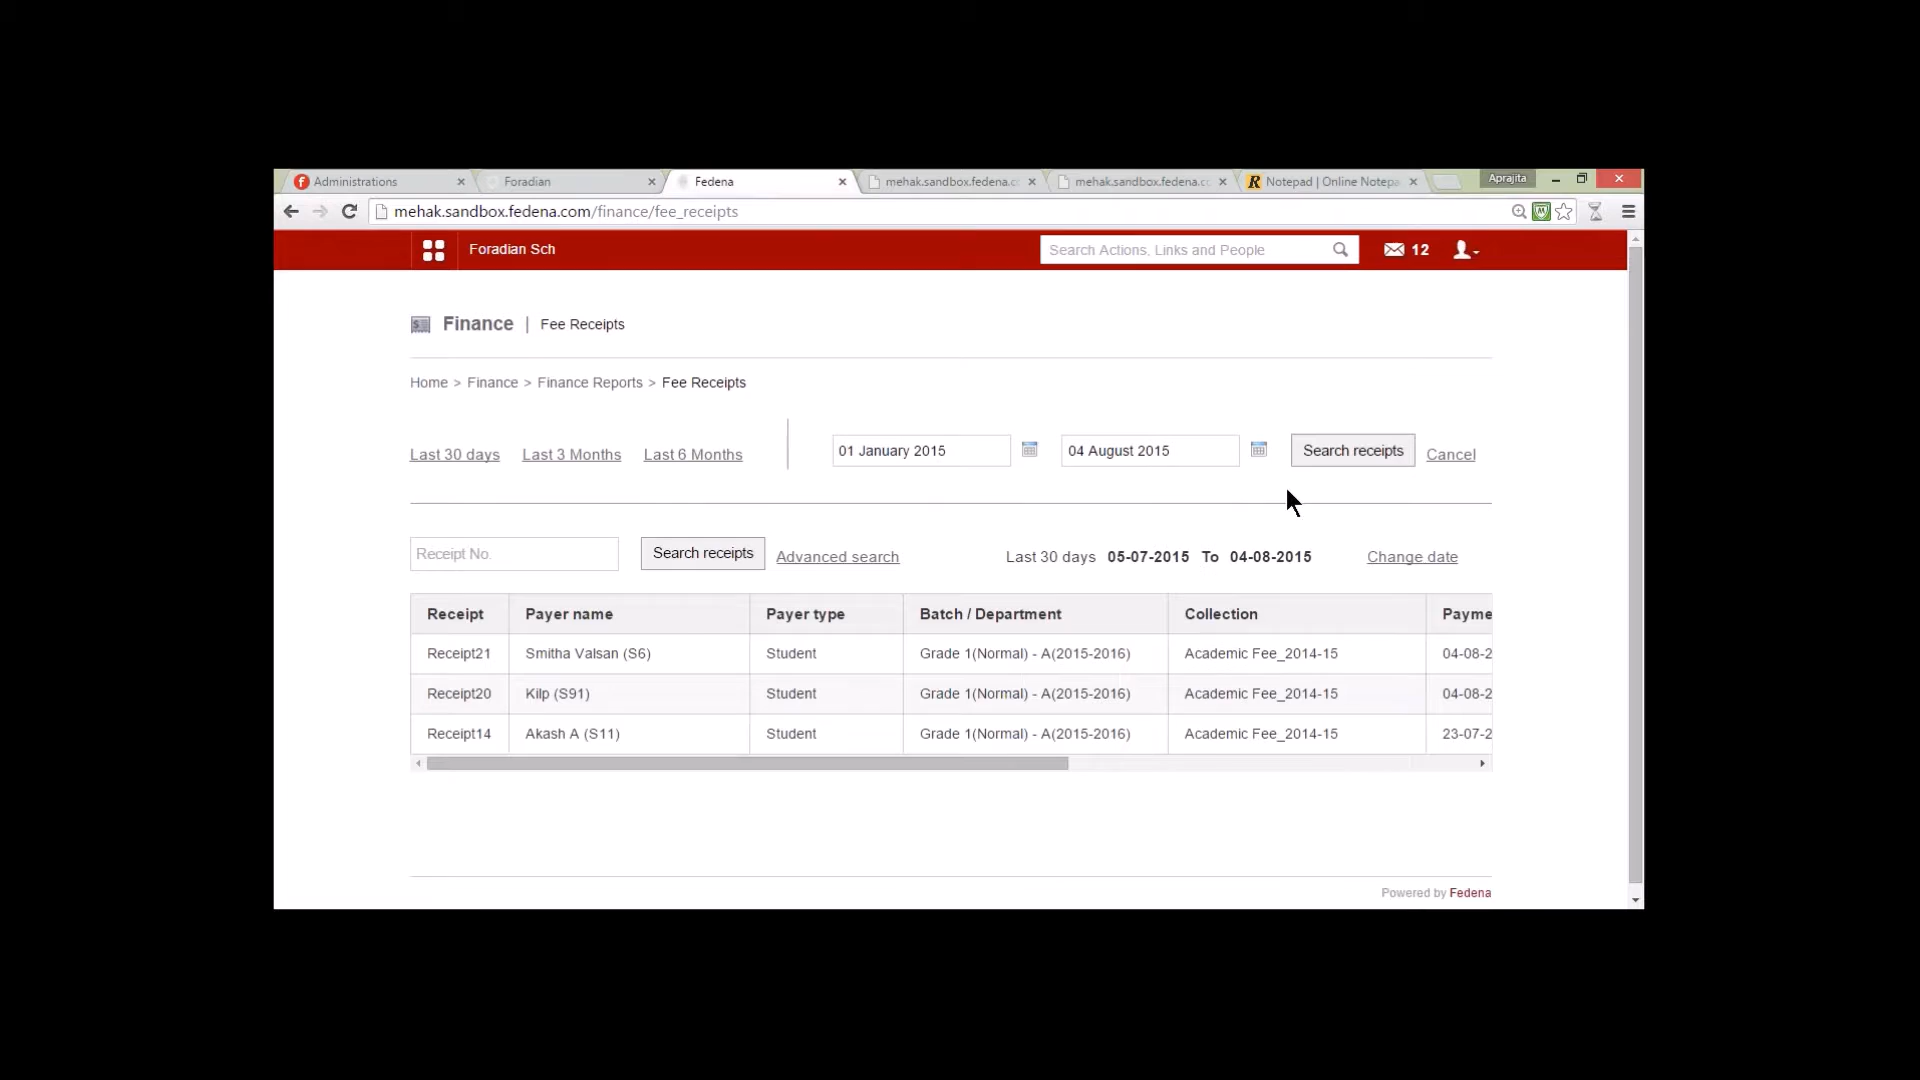 Administrations
Foradian
Fedena
mehak.sandbox.fedena.c
mehak.sandbox.fedena.c
Notepad | Online Notepa
Aprajita
mehak.sandbox.fedena.com/finance/fee_receipts
Foradian Sch
Search Actions, Links and People
12
Finance | Fee Receipts
Home > Finance > Finance Reports > Fee Receipts
Last 30 days Last 3 Months Last 6 Months 01 January 2015 04 August 2015 Search receipts Cancel
Receipt No. Search receipts Advanced search Last 30 days 05-07-2015 To 04-08-2015 Change date
Receipt Payer name Payer type Batch / Department Collection Payme
Receipt21 Smitha Valsan (S6) Student Grade 1(Normal) - A(2015-2016) Academic Fee_2014-15 04-08-2
Receipt20 Kilp (S91) Student Grade 1(Normal) - A(2015-2016) Academic Fee_2014-15 04-08-2
Receipt14 Akash A (S11) Student Grade 1(Normal) - A(2015-2016) Academic Fee_2014-15 23-07-2
Powered by Fedena